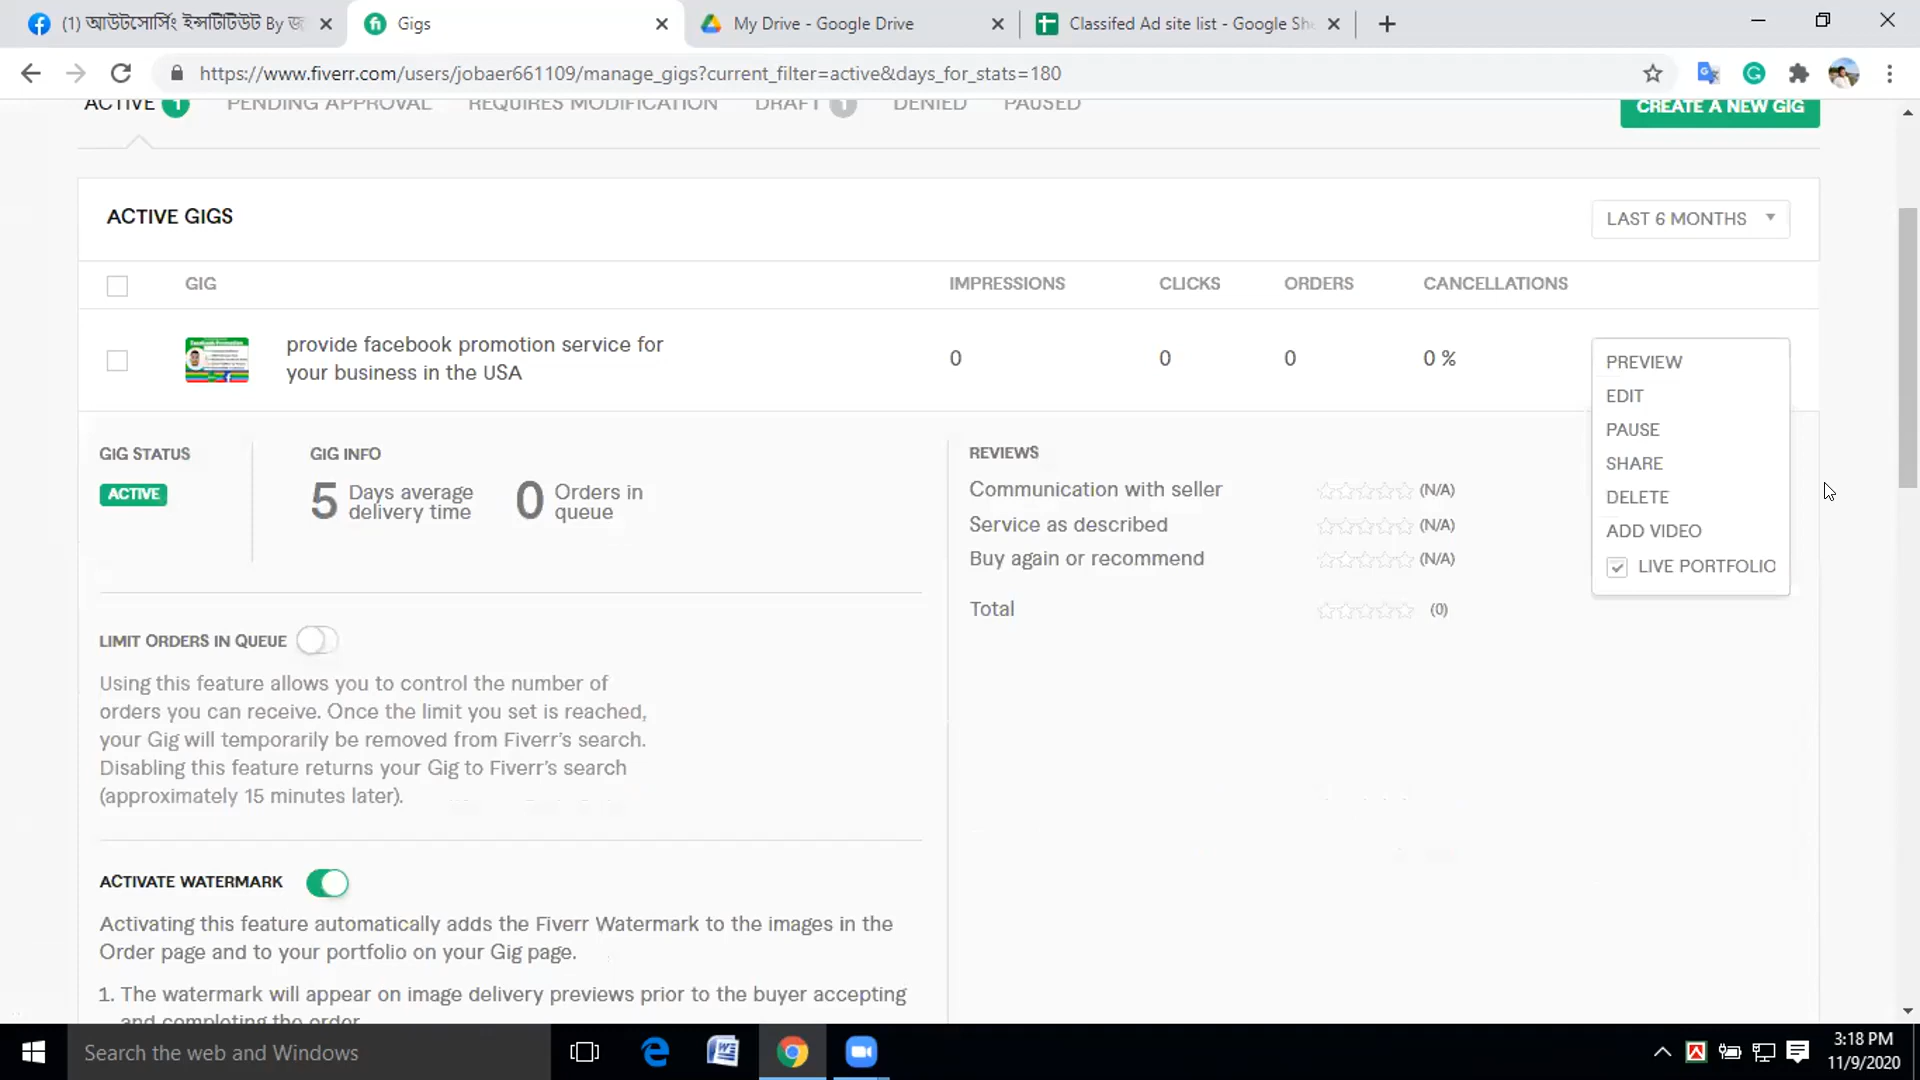 (1) আউটসোর্সিং ইন্সটিটিউট By জ
Gigs
My Drive - Google Drive
Classifed Ad site list - Google She
https://www.fiverr.com/users/jobaer661109/manage_gigs?current_filter=active&days_for_stats=180
ACTIVE 1 PENDING APPROVAL REQUIRES MODIFICATION DRAFT 1 DENIED PAUSED
CREATE A NEW GIG
ACTIVE GIGS
LAST 6 MONTHS
GIG IMPRESSIONS CLICKS ORDERS CANCELLATIONS
provide facebook promotion service for
your business in the USA
0 0 0 0 %
PREVIEW
EDIT
PAUSE
SHARE
DELETE
ADD VIDEO
LIVE PORTFOLIO
GIG STATUS
ACTIVE
GIG INFO
5 Days average
delivery time
0 Orders in
queue
REVIEWS
Communication with seller (N/A)
Service as described (N/A)
Buy again or recommend (N/A)
Total (0)
LIMIT ORDERS IN QUEUE
Using this feature allows you to control the number of
orders you can receive. Once the limit you set is reached,
your Gig will temporarily be removed from Fiverr's search.
Disabling this feature returns your Gig to Fiverr's search
(approximately 15 minutes later).
ACTIVATE WATERMARK
Activating this feature automatically adds the Fiverr Watermark to the images in the
Order page and to your portfolio on your Gig page.
1. The watermark will appear on image delivery previews prior to the buyer accepting
and completing the order
Search the web and Windows
3:18 PM
11/9/2020